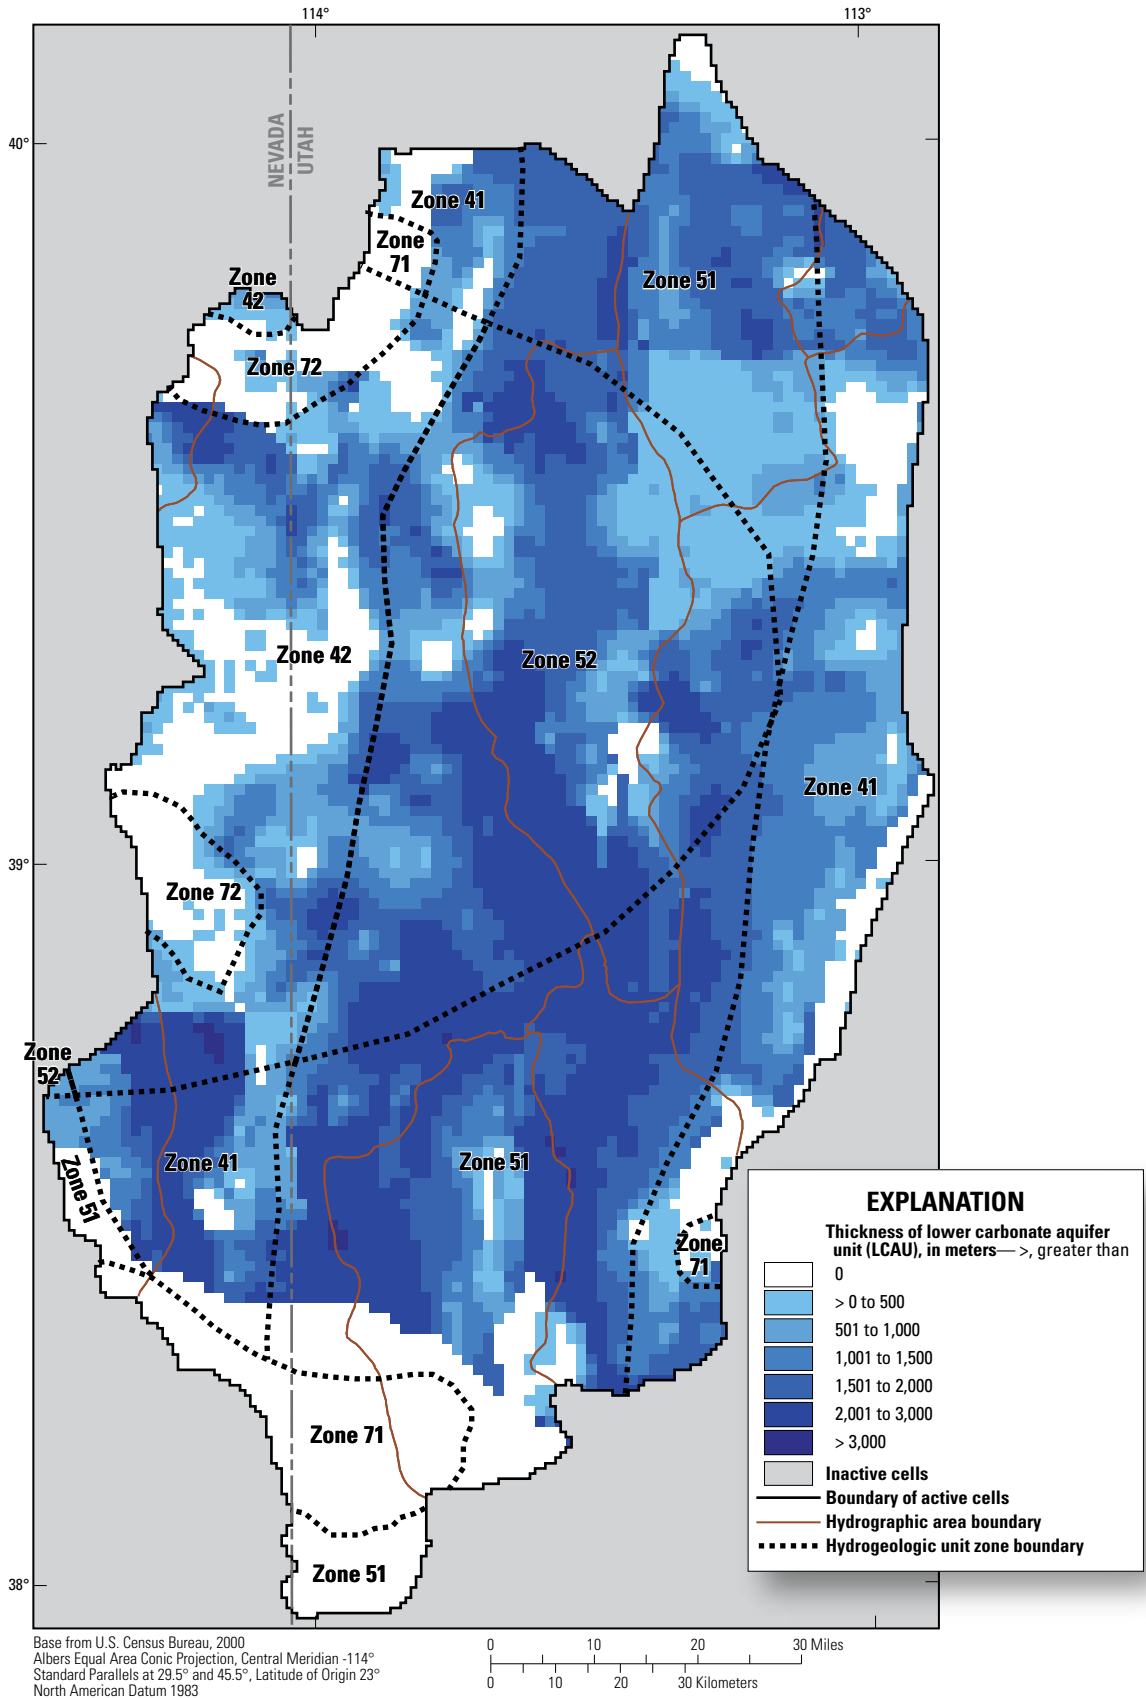 114°
113°
40°
NEVADA
UTAH
Zone 41
Zone
71
Zone
42
Zone 51
Zone 72
Zone 42
Zone 52
Zone 41
39°
Zone 72
Zone
52
Zone 41
Zone 51
Zone 51
Zone
71
Zone 71
Zone 51
38°
EXPLANATION
Thickness of lower carbonate aquifer
unit (LCAU), in meters— >, greater than
0
> 0 to 500
501 to 1,000
1,001 to 1,500
1,501 to 2,000
2,001 to 3,000
> 3,000
Inactive cells
Boundary of active cells
Hydrographic area boundary
Hydrogeologic unit zone boundary
Base from U.S. Census Bureau, 2000
Albers Equal Area Conic Projection, Central Meridian -114°
Standard Parallels at 29.5° and 45.5°, Latitude of Origin 23°
North American Datum 1983
0 10 20 30 Miles
0 10 20 30 Kilometers